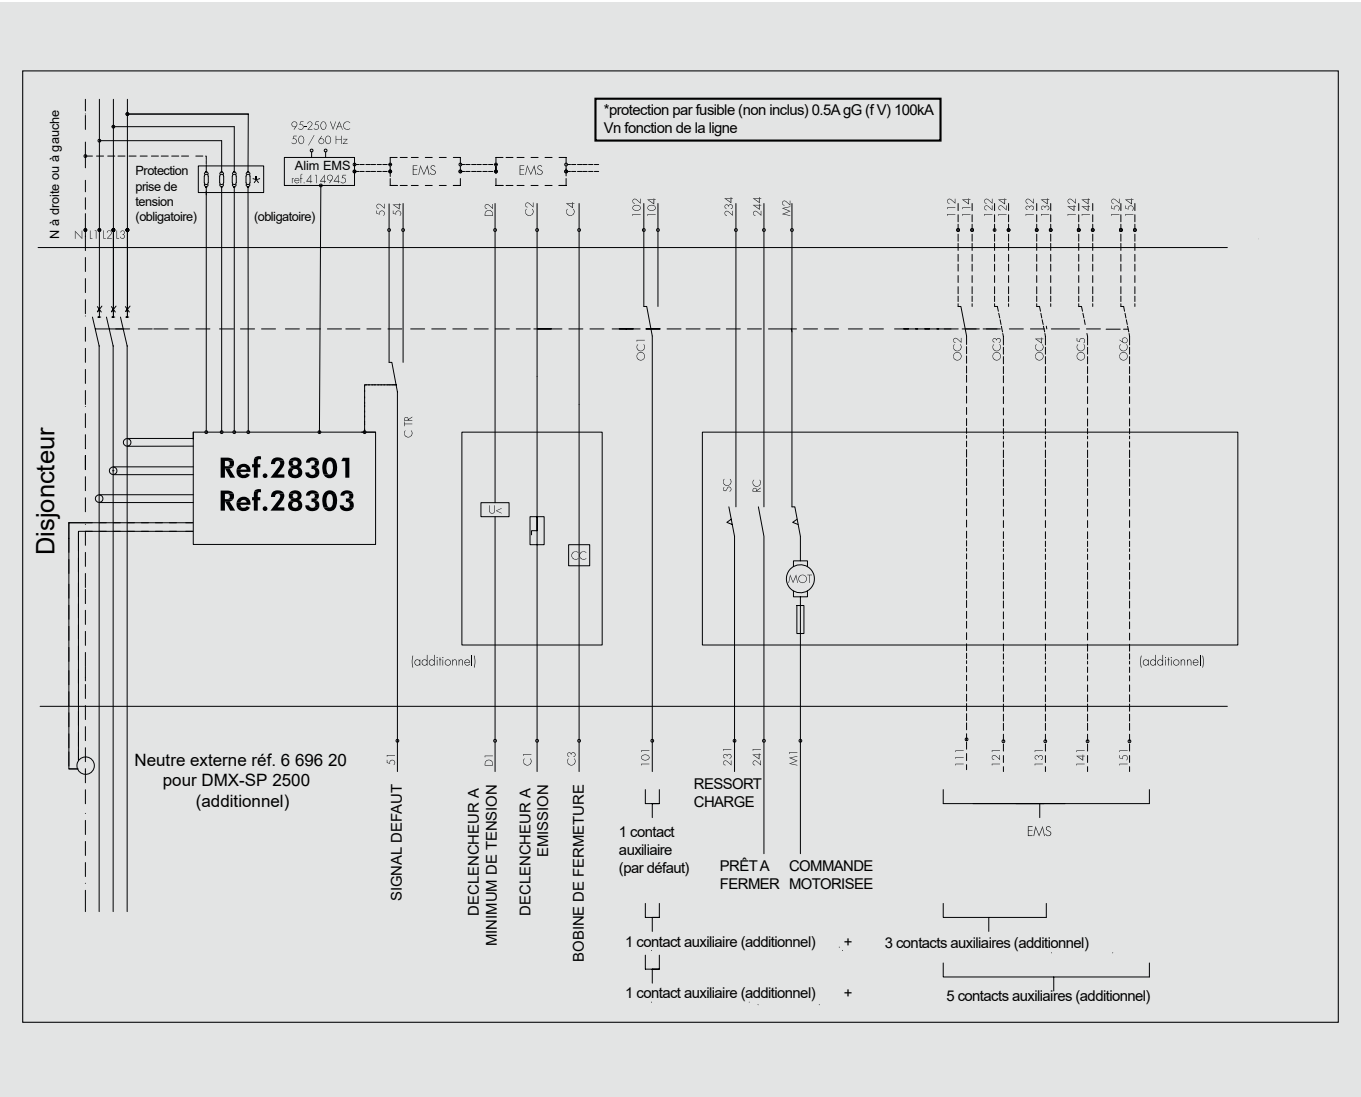 *protection par fusible (non inclus) 0.5A gG (f V) 100kA
Vn fonction de la ligne
N à droite ou à gauche
95-250 VAC
50 / 60 Hz
Alim EMS
ref.414945
EMS
EMS
Protection
prise de
tension
(obligatoire)
*
(obligatoire)
N L1 L2 L3
52
54
D2
C2
C4
102
104
234
244
M2
112
114
122
124
132
134
142
144
152
154
OC1
OC2
OC3
OC4
OC5
OC6
C TR
Disjoncteur
Ref.28301
Ref.28303
U<
CC
SC
RC
MOT
(additionnel)
(additionnel)
Neutre externe réf. 6 696 20
pour DMX-SP 2500
(additionnel)
51
D1
C1
C3
101
231
241
M1
111
121
131
141
151
SIGNAL DEFAUT
DECLENCHEUR A
MINIMUM DE TENSION
DECLENCHEUR A
EMISSION
BOBINE DE FERMETURE
RESSORT
CHARGE
1 contact
auxiliaire
(par défaut)
PRÊT A
FERMER
COMMANDE
MOTORISEE
EMS
1 contact auxiliaire (additionnel) + 3 contacts auxiliaires (additionnel)
1 contact auxiliaire (additionnel) + 5 contacts auxiliaires (additionnel)